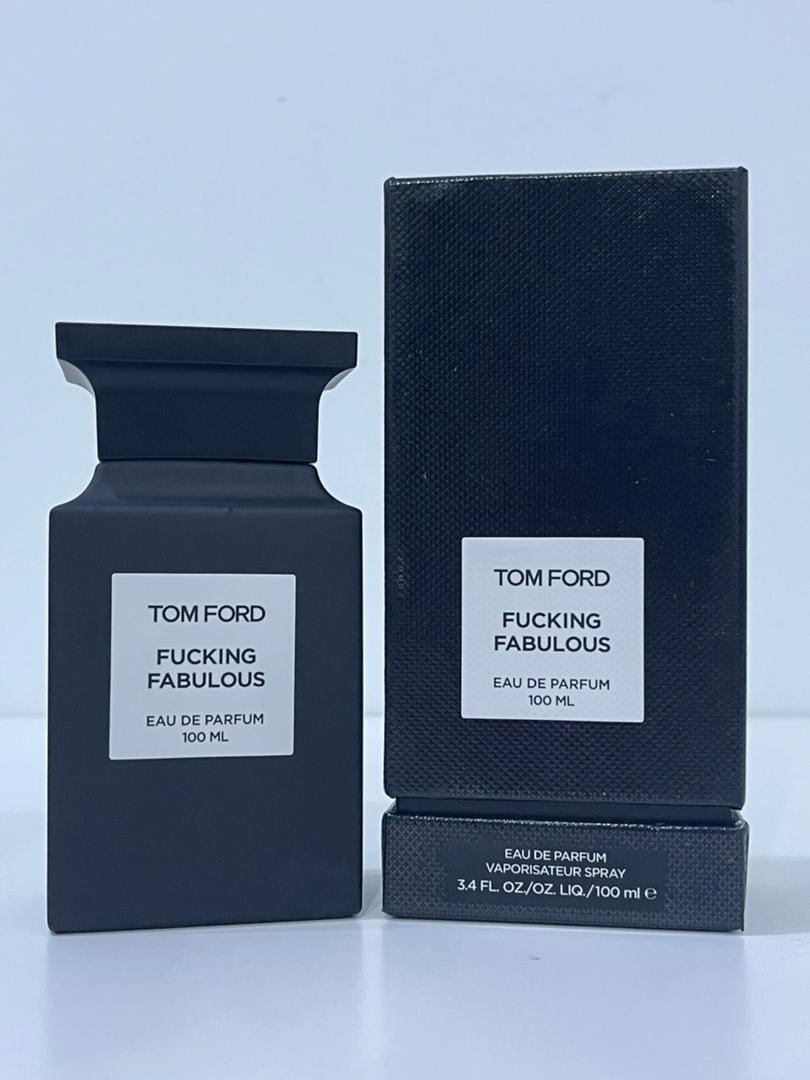 TOM FORD
FUCKING
FABULOUS
EAU DE PARFUM
100 ML
TOM FORD
FUCKING
FABULOUS
EAU DE PARFUM
100 ML
EAU DE PARFUM
VAPORISATEUR SPRAY
3.4 FL. OZ./OZ. LIQ./100 ml ℮